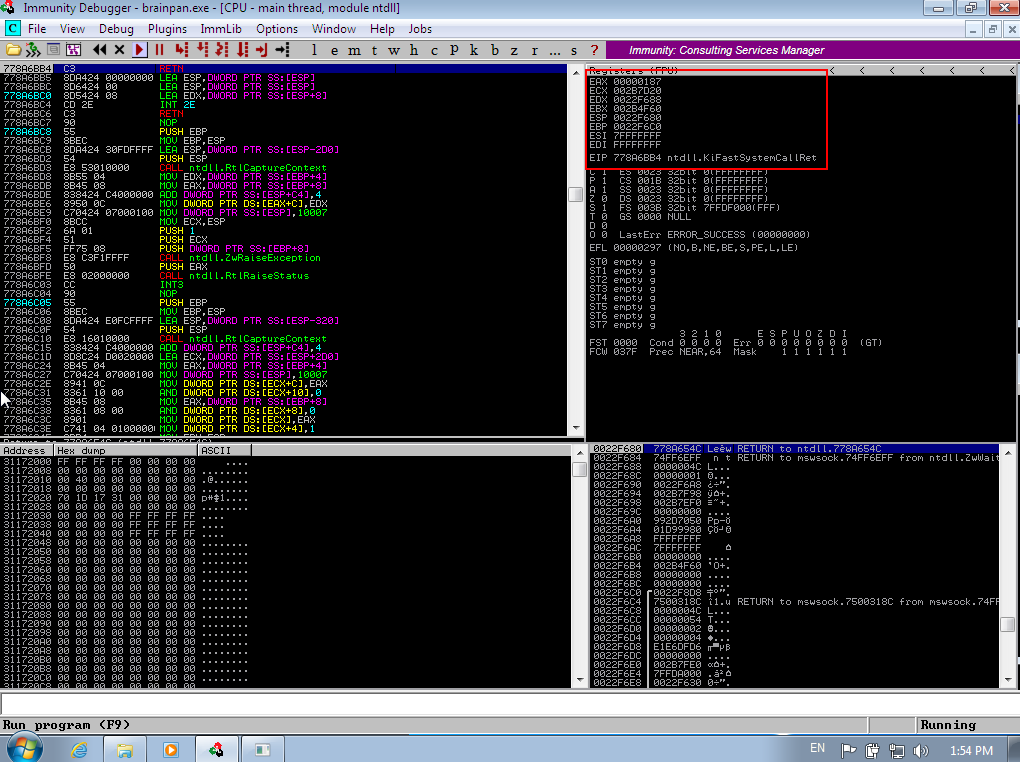 Immunity Debugger - brainpan.exe - [CPU - main thread, module ntdll]
C File View Debug Plugins ImmLib Options Window Help Jobs
l e m t w h c P k b z r ... s ? Immunity: Consulting Services Manager
778A6BB4 C3 RETN
778A6BB5 8DA424 00000000 LEA ESP,DWORD PTR SS:[ESP]
778A6BBC 8D6424 00 LEA ESP,DWORD PTR SS:[ESP]
778A6BC0 8D5424 08 LEA EDX,DWORD PTR SS:[ESP+8]
778A6BC4 CD 2E INT 2E
778A6BC6 C3 RETN
778A6BC7 90 NOP
778A6BC8 55 PUSH EBP
778A6BC9 8BEC MOV EBP,ESP
778A6BCB 8DA424 30FDFFFF LEA ESP,DWORD PTR SS:[ESP-2D0]
778A6BD2 54 PUSH ESP
778A6BD3 E8 53010000 CALL ntdll.RtlCaptureContext
778A6BD8 8B55 04 MOV EDX,DWORD PTR SS:[EBP+4]
778A6BDB 8B45 08 MOV EAX,DWORD PTR SS:[EBP+8]
778A6BDE 838424 C4000000 ADD DWORD PTR SS:[ESP+C4],4
778A6BE6 8950 0C MOV DWORD PTR DS:[EAX+C],EDX
778A6BE9 C70424 07000100 MOV DWORD PTR SS:[ESP],10007
778A6BF0 8BCC MOV ECX,ESP
778A6BF2 6A 01 PUSH 1
778A6BF4 51 PUSH ECX
778A6BF5 FF75 08 PUSH DWORD PTR SS:[EBP+8]
778A6BF8 E8 C3F1FFFF CALL ntdll.ZwRaiseException
778A6BFD 50 PUSH EAX
778A6BFE E8 02000000 CALL ntdll.RtlRaiseStatus
778A6C03 CC INT3
778A6C04 90 NOP
778A6C05 55 PUSH EBP
778A6C06 8BEC MOV EBP,ESP
778A6C08 8DA424 E0FCFFFF LEA ESP,DWORD PTR SS:[ESP-320]
778A6C0F 54 PUSH ESP
778A6C10 E8 16010000 CALL ntdll.RtlCaptureContext
778A6C15 838424 C4000000 ADD DWORD PTR SS:[ESP+C4],4
778A6C1D 8D8C24 D0020000 LEA ECX,DWORD PTR SS:[ESP+2D0]
778A6C24 8B45 04 MOV EAX,DWORD PTR SS:[EBP+4]
778A6C27 C70424 07000100 MOV DWORD PTR SS:[ESP],10007
778A6C2E 8941 0C MOV DWORD PTR DS:[ECX+C],EAX
778A6C31 8361 10 00 AND DWORD PTR DS:[ECX+10],0
778A6C35 8B45 08 MOV EAX,DWORD PTR SS:[EBP+8]
778A6C38 8361 08 00 AND DWORD PTR DS:[ECX+8],0
778A6C3C 8901 MOV DWORD PTR DS:[ECX],EAX
778A6C3E C741 04 01000000 MOV DWORD PTR DS:[ECX+4],1
Registers (FPU) < < < < < < <
EAX 00000187
ECX 002B7D20
EDX 0022F688
EBX 002B4F60
ESP 0022F680
EBP 0022F6C0
ESI 7FFFFFFF
EDI FFFFFFFF
EIP 778A6BB4 ntdll.KiFastSystemCallRet
C 1 ES 0023 32bit 0(FFFFFFFF)
P 1 CS 001B 32bit 0(FFFFFFFF)
A 1 SS 0023 32bit 0(FFFFFFFF)
Z 0 DS 0023 32bit 0(FFFFFFFF)
S 1 FS 003B 32bit 7FFDF000(FFF)
T 0 GS 0000 NULL
D 0
O 0 LastErr ERROR_SUCCESS (00000000)
EFL 00000297 (NO,B,NE,BE,S,PE,L,LE)
ST0 empty g
ST1 empty g
ST2 empty g
ST3 empty g
ST4 empty g
ST5 empty g
ST6 empty g
ST7 empty g
3 2 1 0 E S P U O Z D I
FST 0000 Cond 0 0 0 0 Err 0 0 0 0 0 0 0 0 (GT)
FCW 037F Prec NEAR,64 Mask 1 1 1 1 1 1
Address Hex dump ASCII
31172000 FF FF FF FF 00 00 00 00 ....
31172008 00 00 00 00 00 00 00 00 ........
31172010 00 40 00 00 00 00 00 00 .@......
31172018 00 00 00 00 00 00 00 00 ........
31172020 70 1D 17 31 00 00 00 00
31172028 00 00 00 00 00 00 00 00 ........
31172030 00 00 00 00 FF FF FF FF ....
31172038 00 00 00 00 FF FF FF FF ....
31172040 00 00 00 00 FF FF FF FF ....
31172048 00 00 00 00 00 00 00 00 ........
31172050 00 00 00 00 00 00 00 00 ........
31172058 00 00 00 00 00 00 00 00 ........
31172060 00 00 00 00 00 00 00 00 ........
31172068 00 00 00 00 00 00 00 00 ........
31172070 00 00 00 00 00 00 00 00 ........
31172078 00 00 00 00 00 00 00 00 ........
31172080 00 00 00 00 00 00 00 00 ........
31172088 00 00 00 00 00 00 00 00 ........
31172090 00 00 00 00 00 00 00 00 ........
31172098 00 00 00 00 00 00 00 00 ........
311720A0 00 00 00 00 00 00 00 00 ........
311720A8 00 00 00 00 00 00 00 00 ........
311720B0 00 00 00 00 00 00 00 00 ........
311720B8 00 00 00 00 00 00 00 00 ........
311720C0 00 00 00 00 00 00 00 00 ........
311720C8 00 00 00 00 00 00 00 00 ........
0022F680 778A654C Leèw RETURN to ntdll.778A654C
0022F684 74FF6EFF n t RETURN to mswsock.74FF6EFF from ntdll.ZwWait
0022F688 0000004C L...
0022F68C 00000001
0022F690 0022F6A8
0022F694 002B7F98
0022F698 002B7EF0
0022F69C 00000000 ....
0022F6A0 992D7050
0022F6A4 01D99980
0022F6A8 FFFFFFFF
0022F6AC 7FFFFFFF
0022F6B0 00000000 ....
0022F6B4 002B4F60 `O+.
0022F6B8 00000000 ....
0022F6BC 00000000 ....
0022F6C0 0022F8D8
0022F6C4 7500318C î1.u RETURN to mswsock.7500318C from mswsock.74FF
0022F6C8 0000004C L...
0022F6CC 00000054 T...
0022F6D0 00000002
0022F6D4 00000004
0022F6D8 E1E6DFD6
0022F6DC 00000000 ....
0022F6E0 002B7FE0
0022F6E4 7FFDA000
0022F6E8 0022F630
Run program (F9) Running
EN 1:54 PM